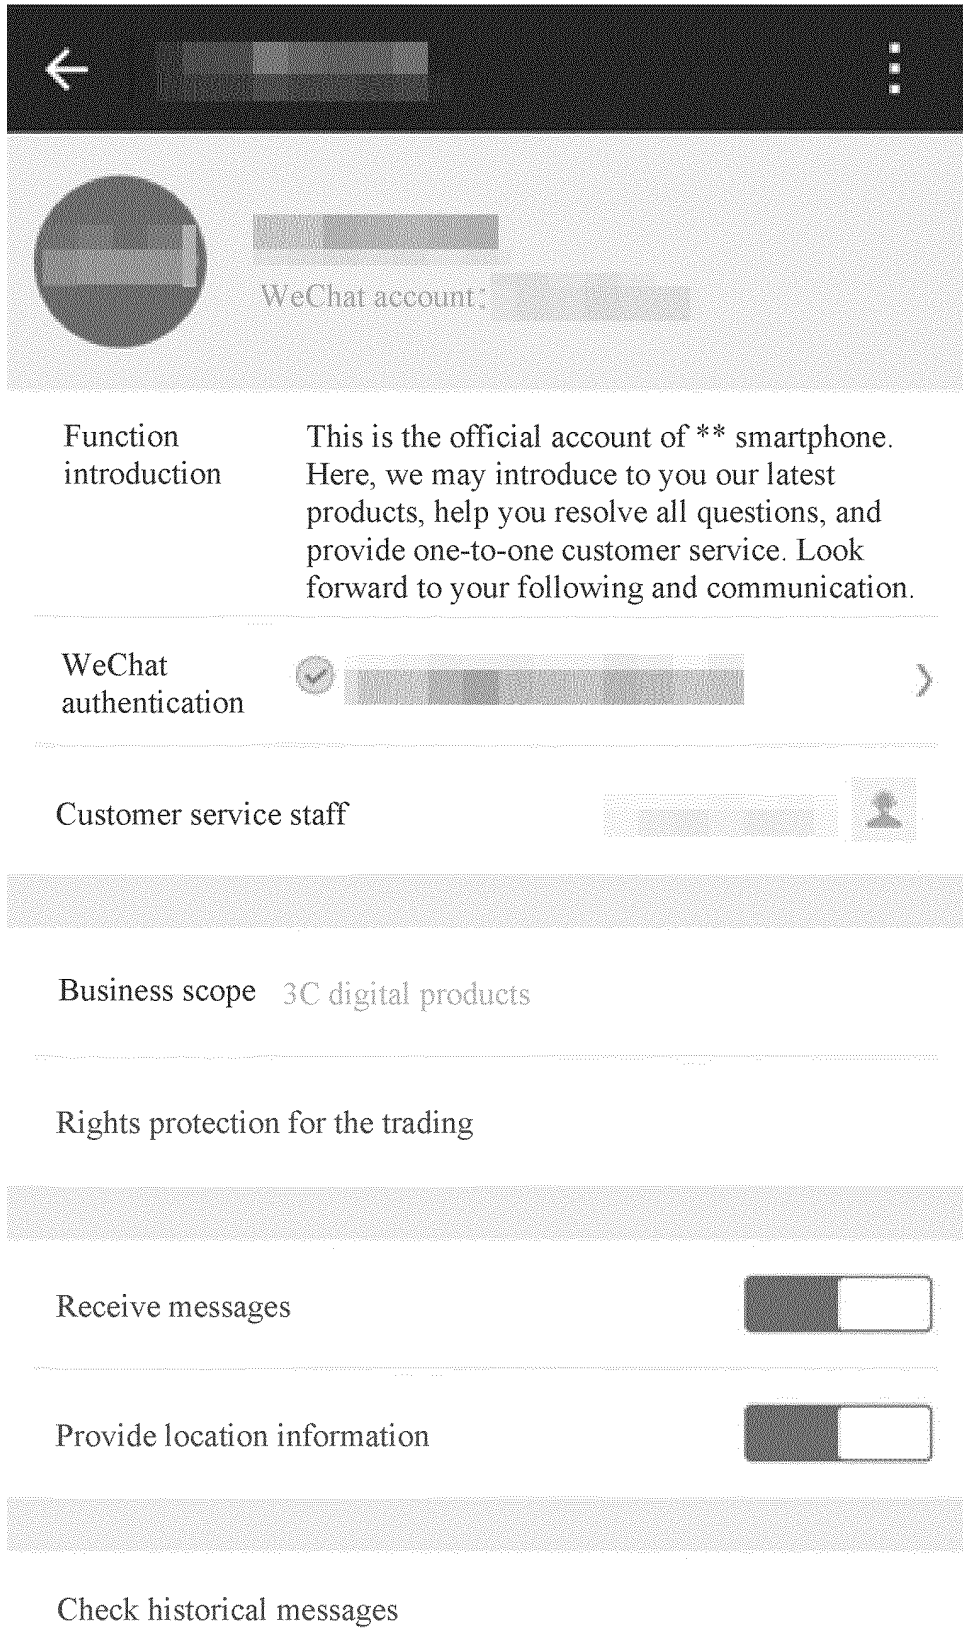 WeChat account:
Function
introduction
This is the official account of ** smartphone.
Here, we may introduce to you our latest
products, help you resolve all questions, and
provide one-to-one customer service. Look
forward to your following and communication.
WeChat
authentication
Customer service staff
Business scope 3C digital products
Rights protection for the trading
Receive messages
Provide location information
Check historical messages